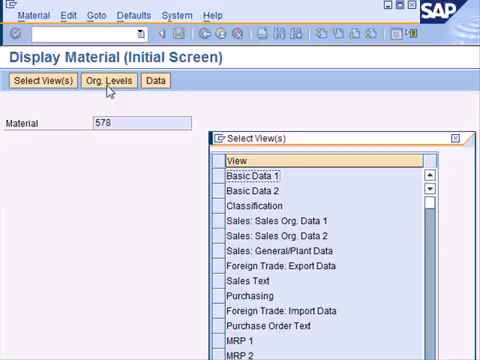 Material Edit Goto Defaults System Help
SAP
Display Material (Initial Screen)
Select View(s) Org. Levels Data
Material 578
Select View(s)
View
Basic Data 1
Basic Data 2
Classification
Sales: Sales Org. Data 1
Sales: Sales Org. Data 2
Sales: General/Plant Data
Foreign Trade: Export Data
Sales Text
Purchasing
Foreign Trade: Import Data
Purchase Order Text
MRP 1
MRP 2